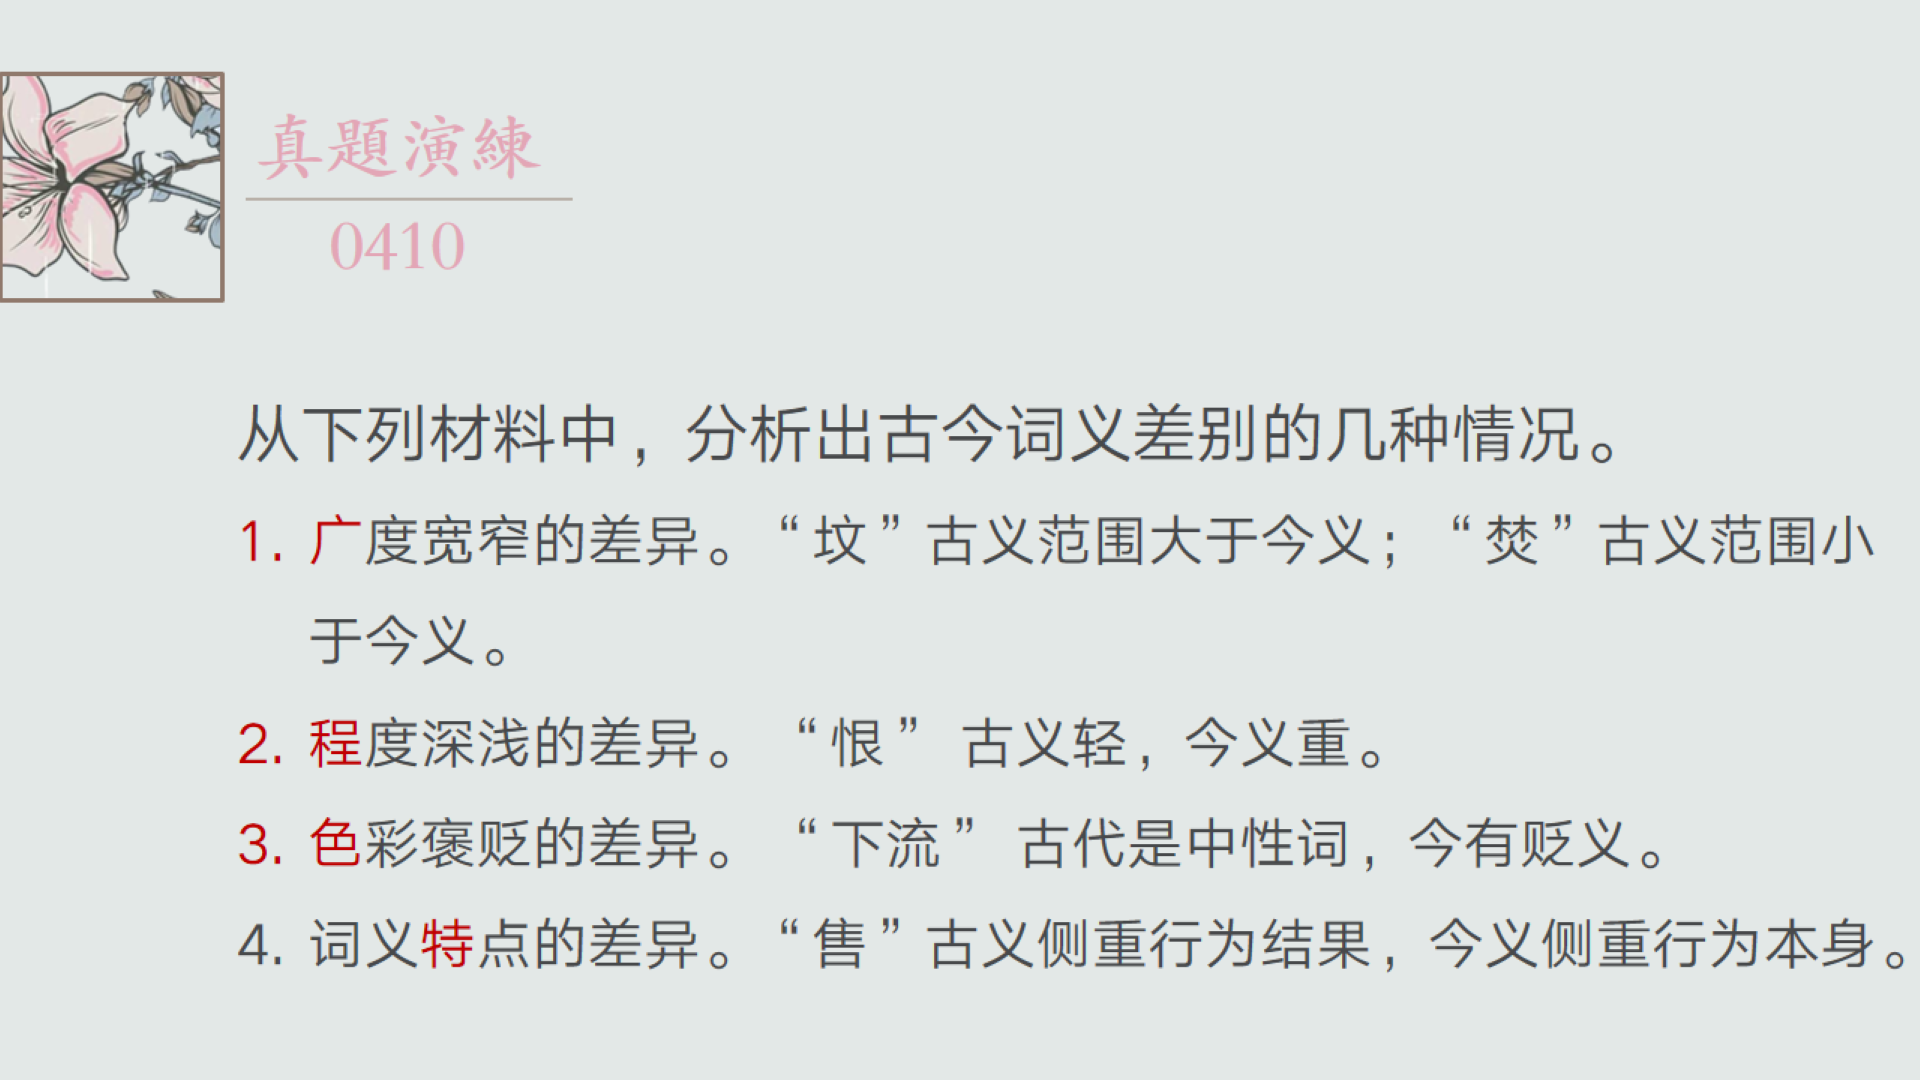 真題演練
0410
从下列材料中，分析出古今词义差别的几种情况。
1. 广度宽窄的差异。“坟”古义范围大于今义；“焚”古义范围小
于今义。
2. 程度深浅的差异。“恨” 古义轻，今义重。
3. 色彩褒贬的差异。“下流” 古代是中性词，今有贬义。
4. 词义特点的差异。“售”古义侧重行为结果，今义侧重行为本身。